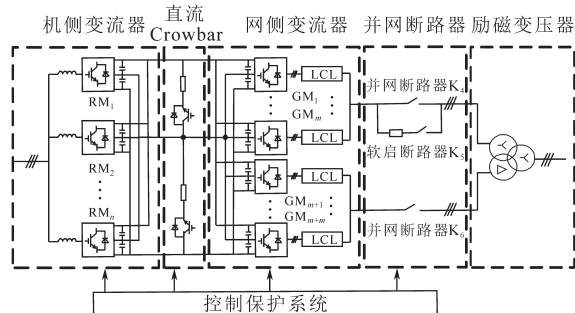 机侧变流器
直流
Crowbar
网侧变流器
并网断路器
励磁变压器
RM1
RM2
RMn
GM1
GMm
GMm+1
GMm+m
LCL
LCL
LCL
LCL
并网断路器K4
软启断路器K5
并网断路器K6
控制保护系统